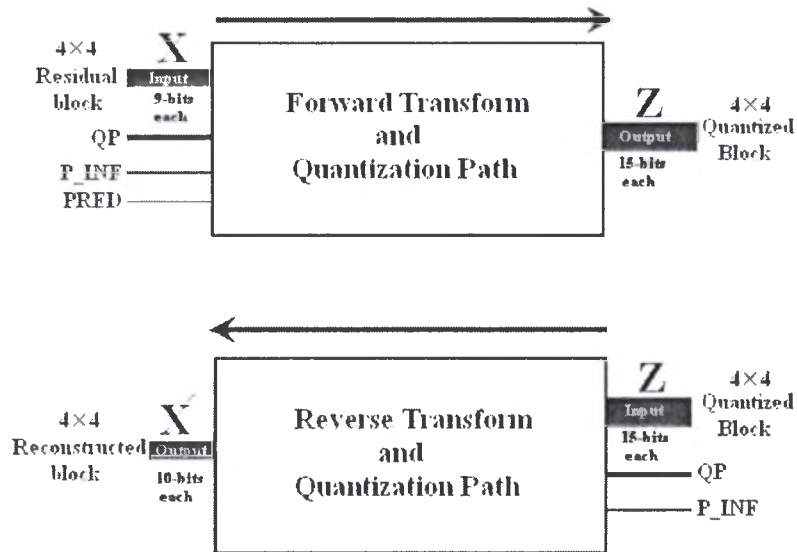 4×4
Residual
block
X
Input
9-bits
each
QP
P_INF
PRED
Forward Transform
and
Quantization Path
Z
Output
15-bits
each
4×4
Quantized
Block
4×4
Reconstructed
block
X′
Output
10-bits
each
Reverse Transform
and
Quantization Path
Z
Input
15-bits
each
4×4
Quantized
Block
QP
P_INF